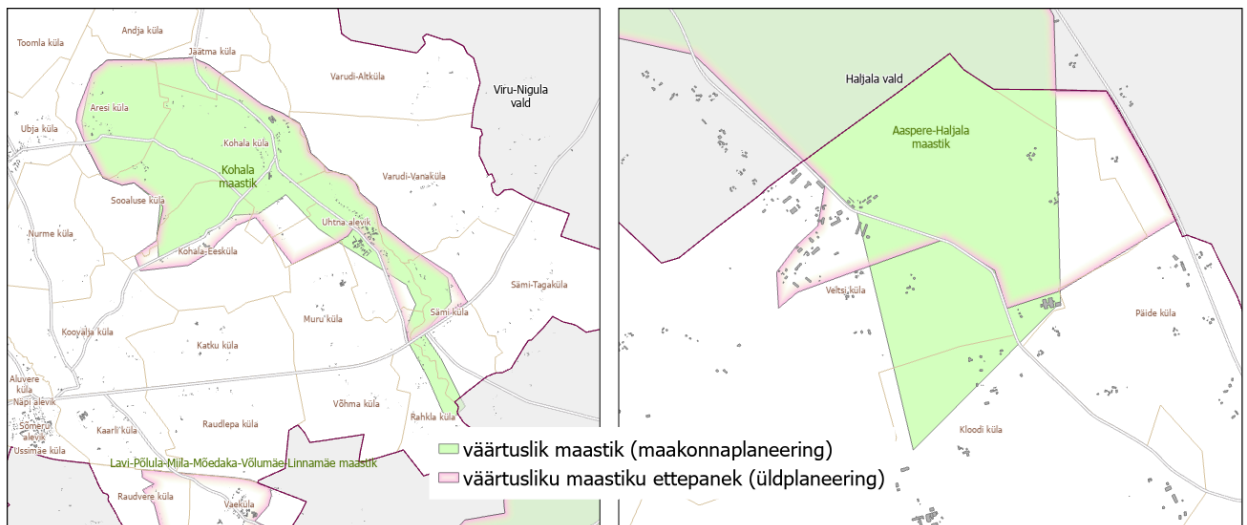 Toomla küla
Andja küla
Jäätma küla
Varudi-Altküla
Viru-Nigula
vald
Aresi küla
Ubja küla
Kohala küla
Kohala
maastik
Varudi-Vanaküla
Sooaluse küla
Uhtna alevik
Nurme küla
Kohala-Eesküla
Sämi-Tagaküla
Muru küla
Sämi küla
Kooválja küla
Katku küla
Aluvere
küla
Näpi alevik
Võhma küla
Rahkla küla
Sõmeru
alevik
Kaarli küla
Raudlepa küla
Ussimäe küla
Lavi-Põlula-Miila-Mõedaka-Võlumäe-Linnamäe maastik
Raudvere küla
Vaeküla
Haljala vald
Aaspere-Haljala
maastik
Veltsi küla
Päide küla
Kloodi küla
väärtuslik maastik (maakonnaplaneering)
väärtusliku maastiku ettepanek (üldplaneering)